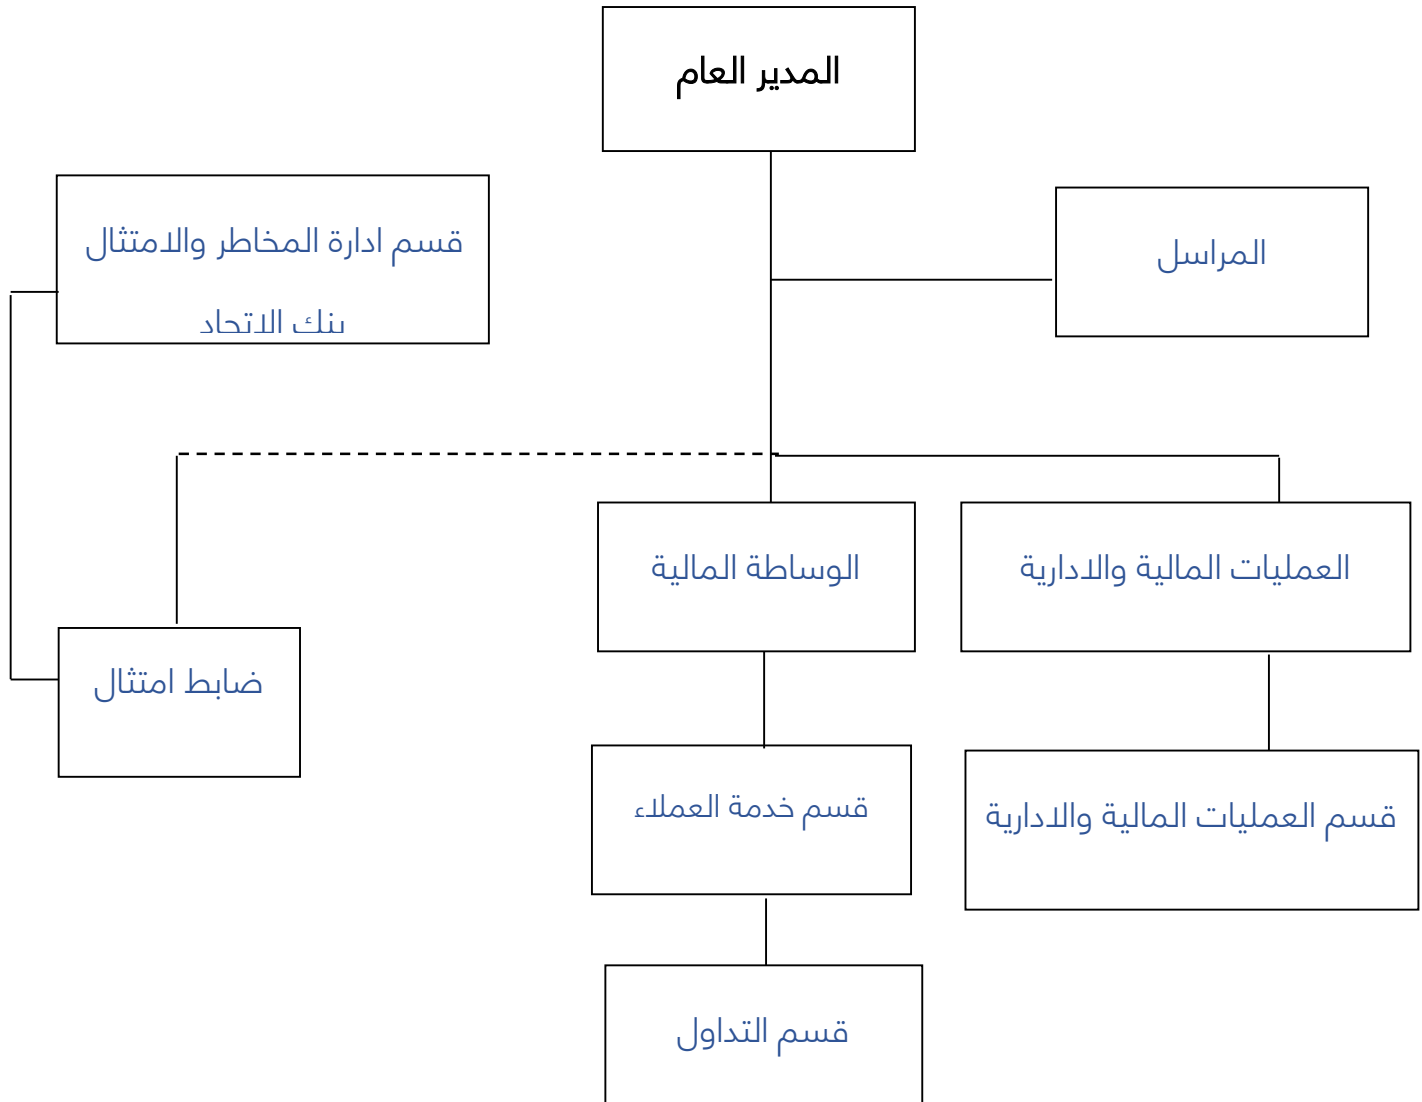 المدير العام
المراسل
قسم ادارة المخاطر والامتثال
بنك الاتحاد
العمليات المالية والادارية
الوساطة المالية
ضابط امتثال
قسم العمليات المالية والادارية
قسم خدمة العملاء
قسم التداول